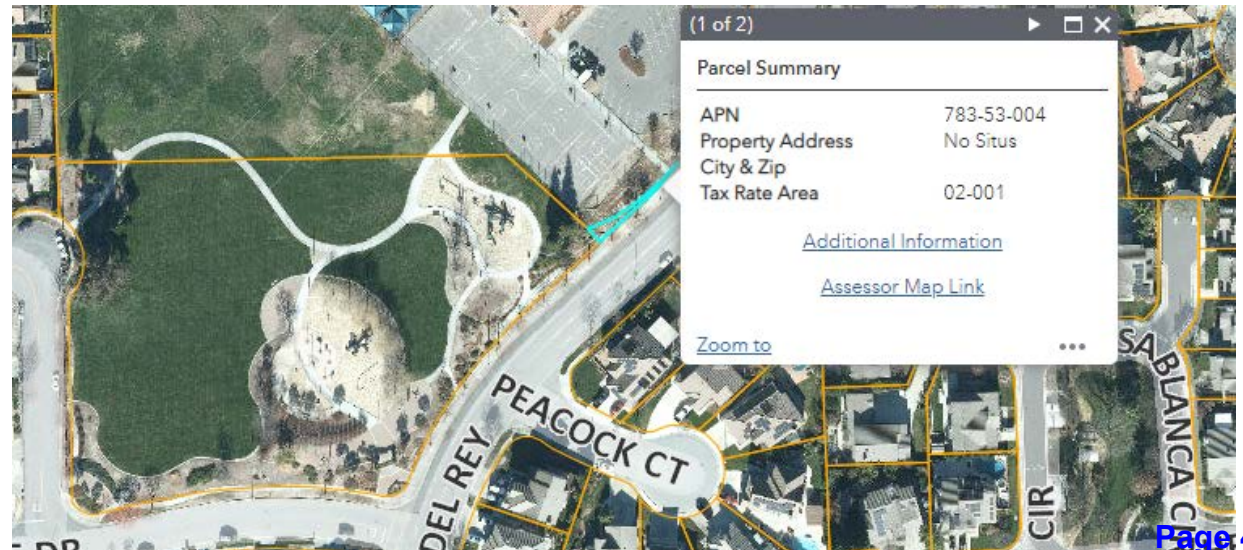 (1 of 2)
Parcel Summary
APN 783-53-004
Property Address No Situs
City & Zip
Tax Rate Area 02-001
Additional Information
Assessor Map Link
Zoom to
PEACOCK CT
DEL REY
CIR
SABLANCA
DR
Page